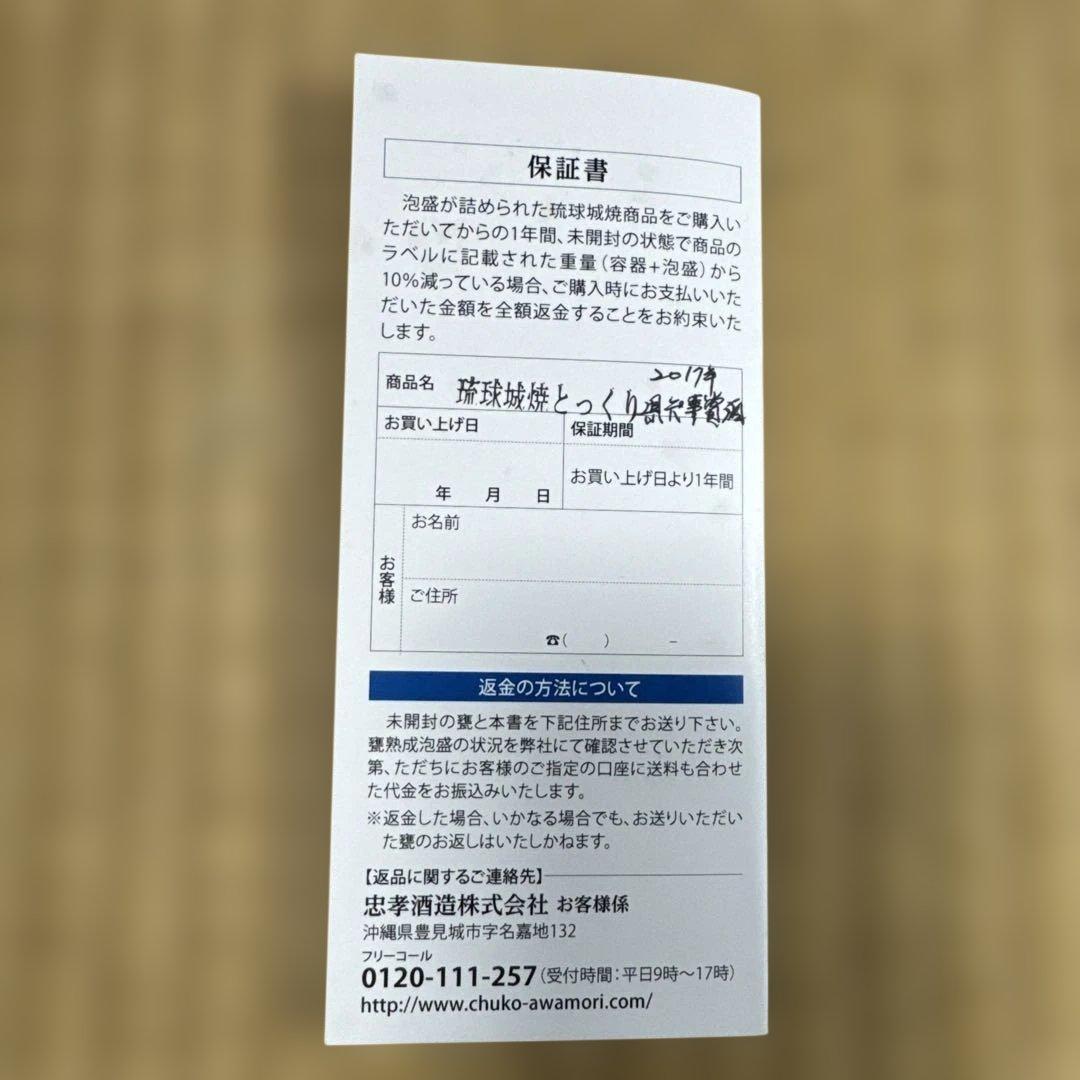 保証書
泡盛が詰められた琉球城焼商品をご購入い
ただいてからの1年間、未開封の状態で商品の
ラベルに記載された重量（容器+泡盛）から
10%減っている場合、ご購入時にお支払いいた
だいた金額を全額返金することをお約束いた
します。
2017年
商品名 琉球城焼とっくり
お買い上げ日 保証期間
年 月 日 お買い上げ日より1年間
お客様
お名前
ご住所
☎( ) −
返金の方法について
未開封の甕と本書を下記住所までお送り下さい。
甕熟成泡盛の状況を弊社にて確認させていただき次
第、ただちにお客様のご指定の口座に送料も合わせ
た代金をお振込みいたします。
※返金した場合、いかなる場合でも、お送りいただい
た甕のお返しはいたしかねます。
【返品に関するご連絡先】
忠孝酒造株式会社 お客様係
沖縄県豊見城市字名嘉地132
フリーコール
0120-111-257（受付時間：平日9時〜17時）
http://www.chuko-awamori.com/